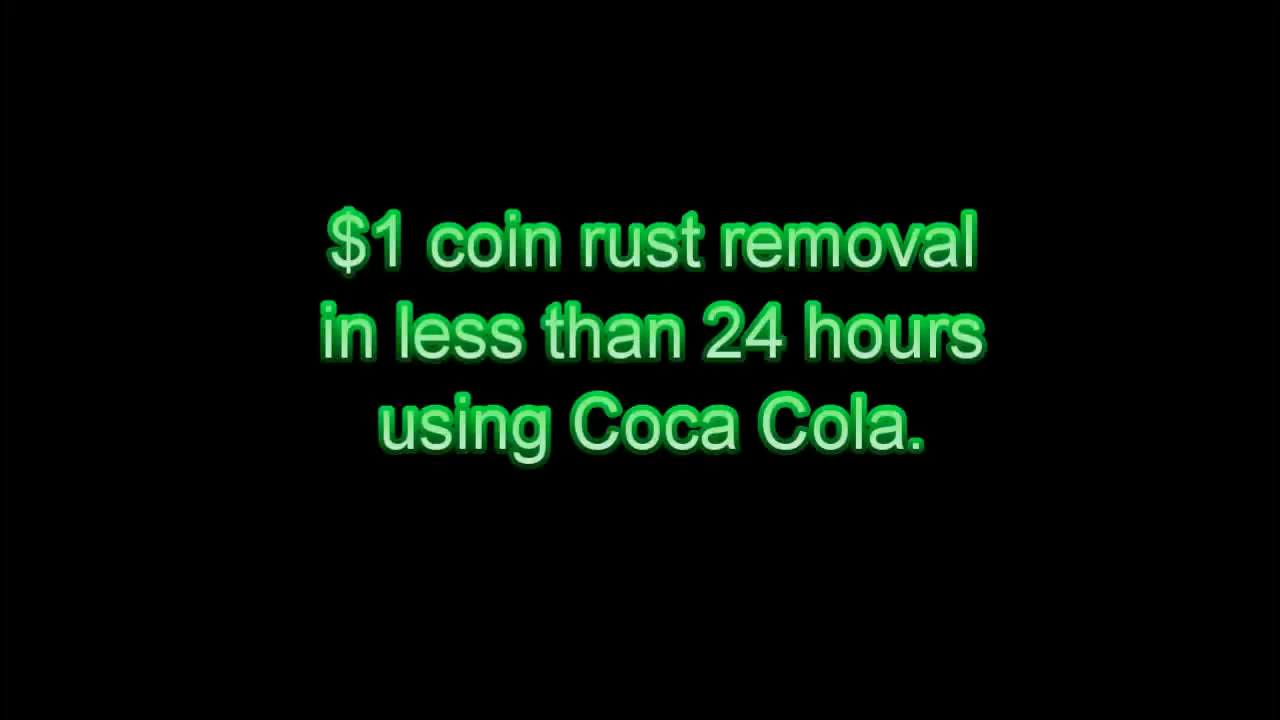 $1 coin rust removal
in less than 24 hours
using Coca Cola.